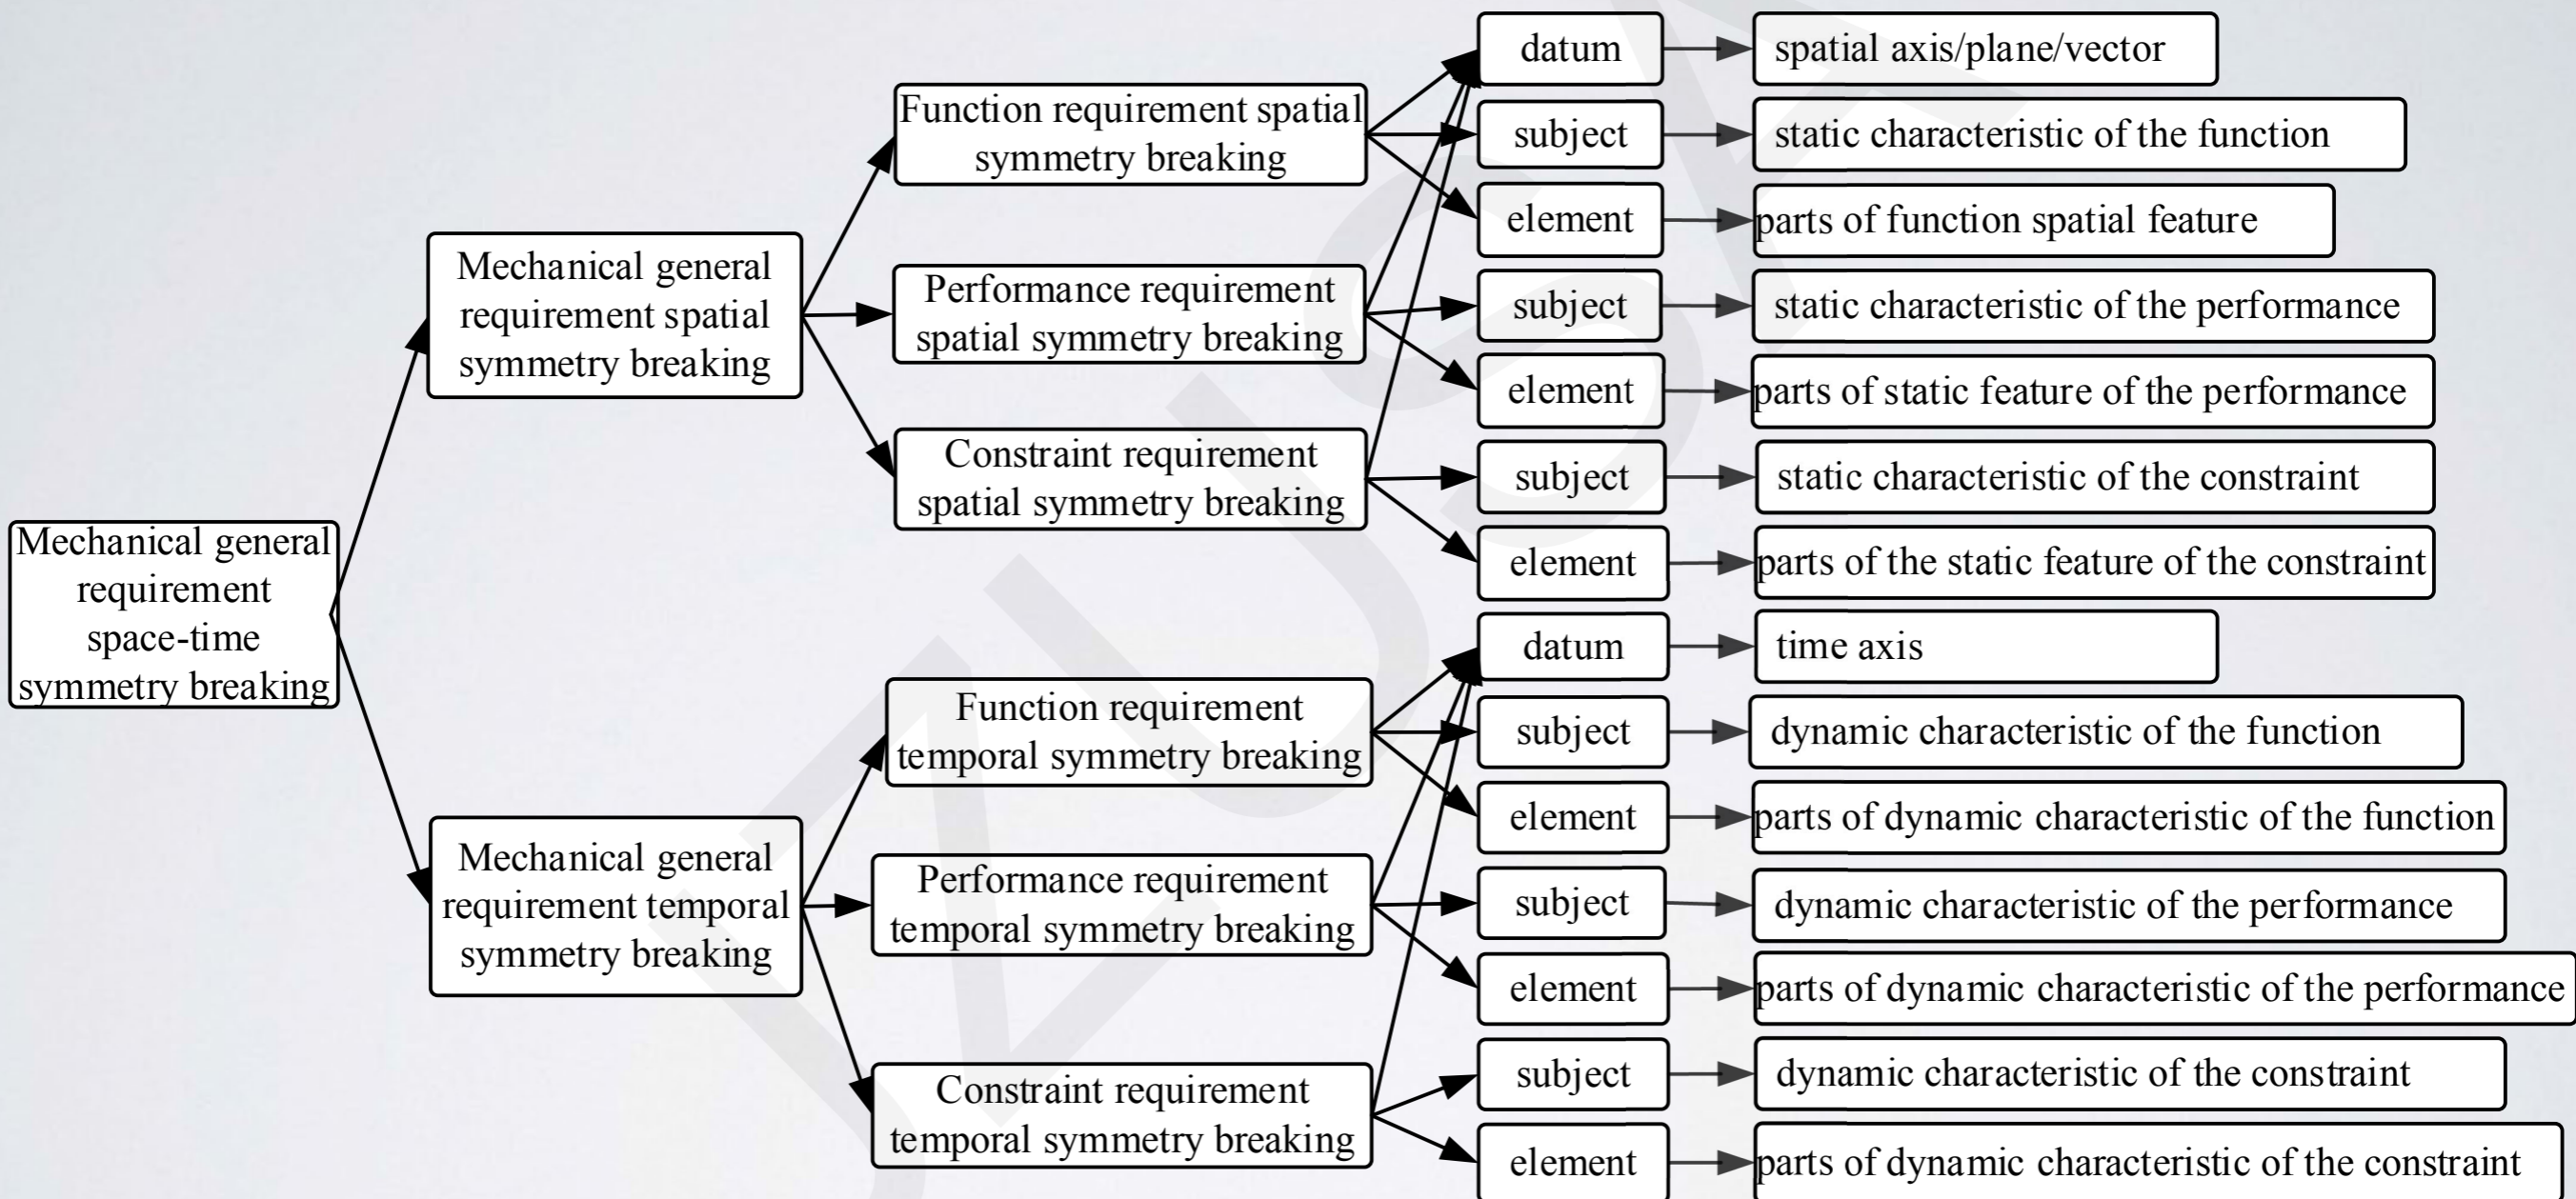 Mechanical general
requirement
space-time
symmetry breaking
Mechanical general
requirement spatial
symmetry breaking
Mechanical general
requirement temporal
symmetry breaking
Function requirement spatial
symmetry breaking
Performance requirement
spatial symmetry breaking
Constraint requirement
spatial symmetry breaking
Function requirement
temporal symmetry breaking
Performance requirement
temporal symmetry breaking
Constraint requirement
temporal symmetry breaking
datum
spatial axis/plane/vector
subject
static characteristic of the function
element
parts of function spatial feature
subject
static characteristic of the performance
element
parts of static feature of the performance
subject
static characteristic of the constraint
element
parts of the static feature of the constraint
datum
time axis
subject
dynamic characteristic of the function
element
parts of dynamic characteristic of the function
subject
dynamic characteristic of the performance
element
parts of dynamic characteristic of the performance
subject
dynamic characteristic of the constraint
element
parts of dynamic characteristic of the constraint
JZUSA